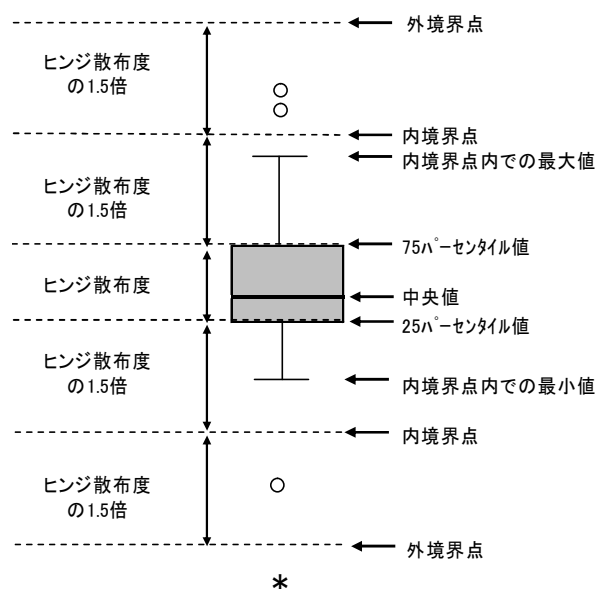 外境界点
ヒンジ散布度
の1.5倍
内境界点
内境界点内での最大値
ヒンジ散布度
の1.5倍
75ﾊﾟｰｾﾝﾀｲﾙ値
ヒンジ散布度
中央値
25ﾊﾟｰｾﾝﾀｲﾙ値
ヒンジ散布度
の1.5倍
内境界点内での最小値
内境界点
ヒンジ散布度
の1.5倍
外境界点
*